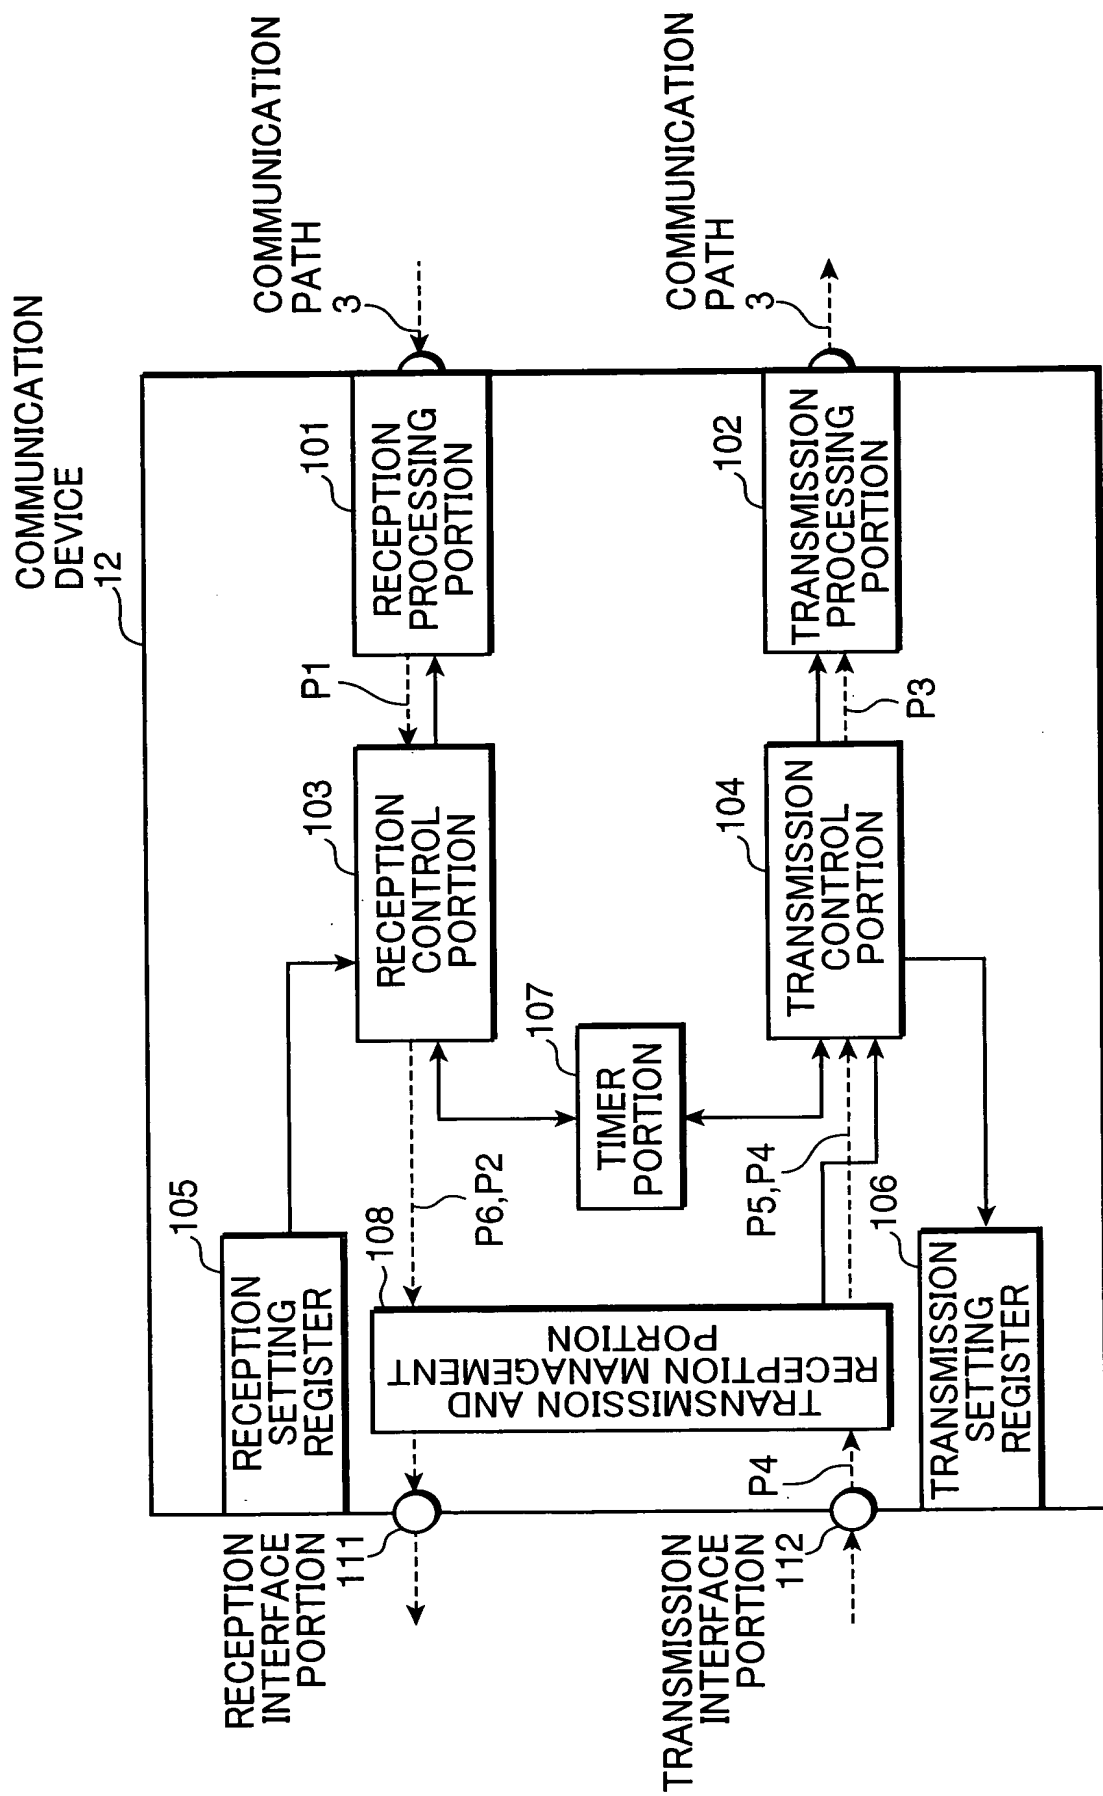 COMMUNICATION
DEVICE
12
COMMUNICATION
PATH
3
COMMUNICATION
PATH
3
101
RECEPTION
PROCESSING
PORTION
102
TRANSMISSION
PROCESSING
PORTION
P1
P3
103
RECEPTION
CONTROL
PORTION
104
TRANSMISSION
CONTROL
PORTION
107
TIMER
PORTION
P6,P2
P5,P4
105
RECEPTION
SETTING
REGISTER
106
TRANSMISSION
SETTING
REGISTER
108
TRANSMISSION AND
RECEPTION MANAGEMENT
PORTION
P4
RECEPTION
INTERFACE
PORTION
111
TRANSMISSION
INTERFACE
PORTION
112